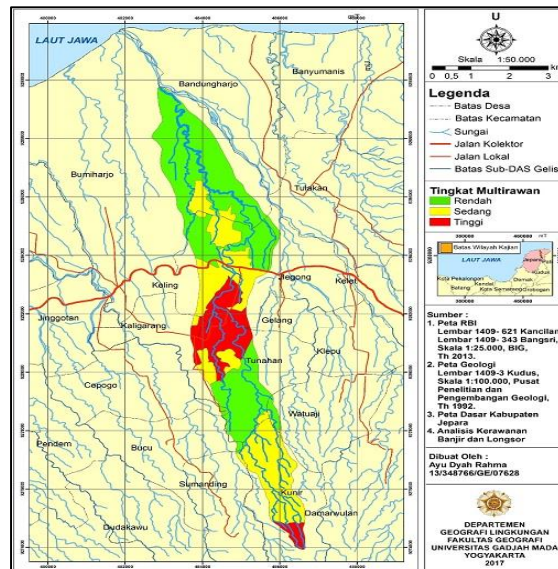 LAUT JAWA
Bandungharjo
Banyumanis
Bumiharjo
Tulakan
Keling
Jlegong
Kelet
Jinggotan
Kaligarang
Gelang
Tunahan
Klepu
Cepogo
Watuaji
Pendem
Bucu
Sumanding
Kunir
Damarwulan
Dudakawu
U
Skala 1:50.000
0 0,5 1 2 3
Legenda
Batas Desa
Batas Kecamatan
Sungai
Jalan Kolektor
Jalan Lokal
Batas Sub-DAS Gelis
Tingkat Multirawan
Rendah
Sedang
Tinggi
Batas Wilayah Kajian
LAUT JAWA
Sumber :
1. Peta RBI
Lembar 1409- 621 Kancilan
Lembar 1409- 343 Bangsri,
Skala 1:25.000, BIG,
Th 2013.
2. Peta Geologi
Lembar 1409-3 Kudus,
Skala 1:100.000, Pusat
Penelitian dan
Pengembangan Geologi,
Th 1992.
3. Peta Dasar Kabupaten
Jepara
4. Analisis Kerawanan
Banjir dan Longsor
Dibuat Oleh :
Ayu Dyah Rahma
13/348766/GE/07628
DEPARTEMEN
GEOGRAFI LINGKUNGAN
FAKULTAS GEOGRAFI
UNIVERSITAS GADJAH MADA
YOGYAKARTA
2017